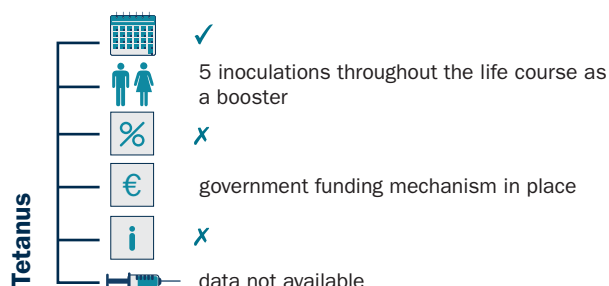 ✓
5 inoculations throughout the life course as
a booster
%
✗
€
government funding mechanism in place
i
✗
data not available
Tetanus